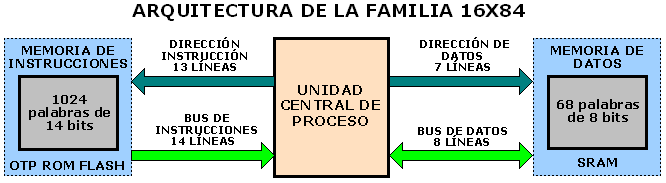 ARQUITECTURA DE LA FAMILIA 16X84
MEMORIA DE
INSTRUCCIONES
1024
palabras de
14 bits
OTP ROM FLASH
DIRECCIÓN
INSTRUCCIÓN
13 LÍNEAS
BUS DE
INSTRUCCIONES
14 LÍNEAS
UNIDAD
CENTRAL DE
PROCESO
DIRECCIÓN DE
DATOS
7 LÍNEAS
BUS DE DATOS
8 LÍNEAS
MEMORIA DE
DATOS
68 palabras
de 8 bits
SRAM